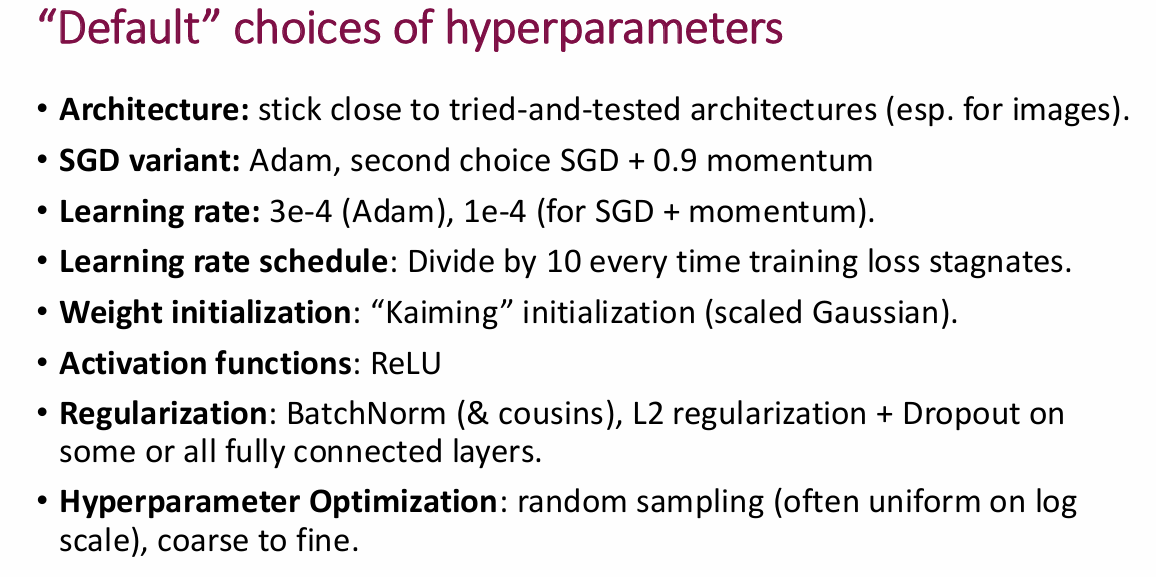 “Default” choices of hyperparameters
• Architecture: stick close to tried-and-tested architectures (esp. for images).
• SGD variant: Adam, second choice SGD + 0.9 momentum
• Learning rate: 3e-4 (Adam), 1e-4 (for SGD + momentum).
• Learning rate schedule: Divide by 10 every time training loss stagnates.
• Weight initialization: “Kaiming” initialization (scaled Gaussian).
• Activation functions: ReLU
• Regularization: BatchNorm (& cousins), L2 regularization + Dropout on
some or all fully connected layers.
• Hyperparameter Optimization: random sampling (often uniform on log
scale), coarse to fine.